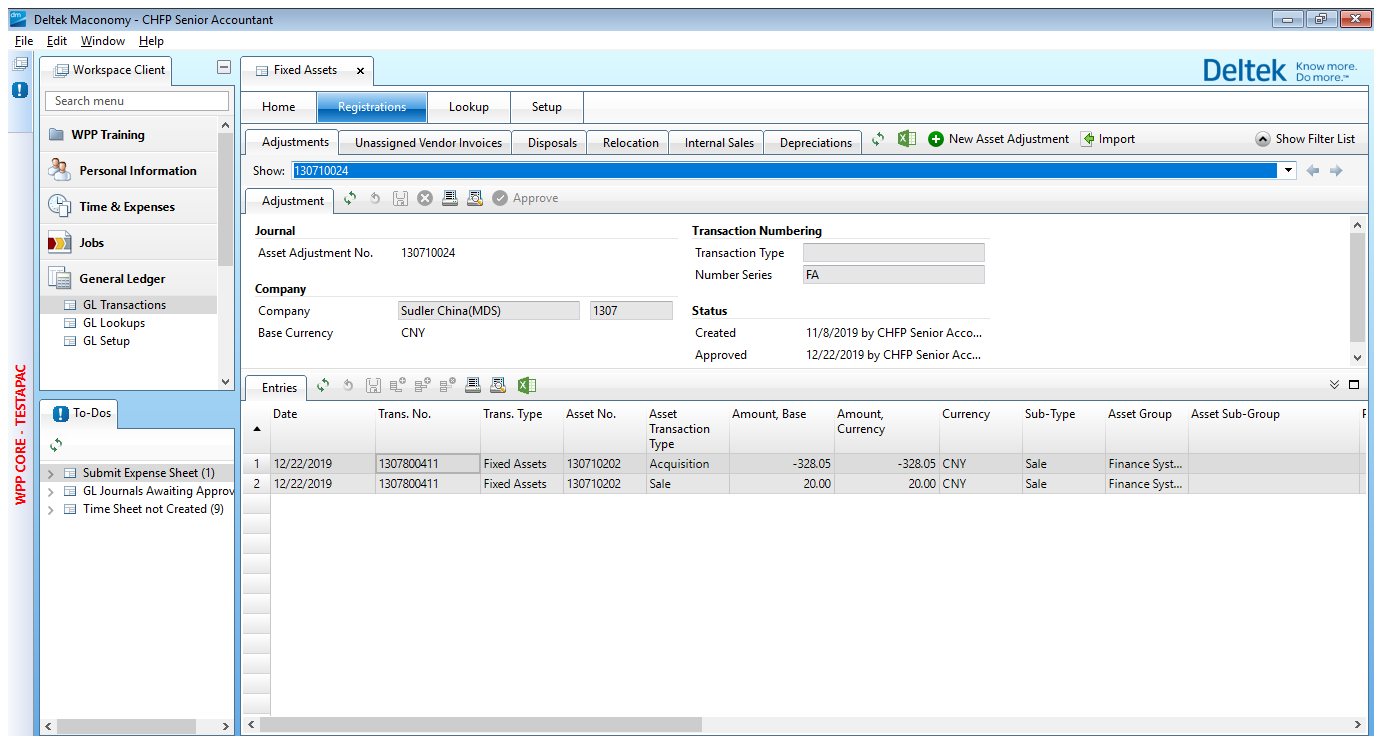 Deltek Maconomy - CHFP Senior Accountant
File Edit Window Help
Workspace Client
Fixed Assets x
Deltek Know more. Do more.™
Search menu
Home Registrations Lookup Setup
WPP Training
Adjustments Unassigned Vendor Invoices Disposals Relocation Internal Sales Depreciations New Asset Adjustment Import Show Filter List
Personal Information
Show: 130710024
Time & Expenses
Adjustment Approve
Jobs
Journal Transaction Numbering
Asset Adjustment No. 130710024 Transaction Type
General Ledger
Number Series FA
Company
GL Transactions
Company Sudler China(MDS) 1307 Status
GL Lookups
Base Currency CNY Created 11/8/2019 by CHFP Senior Acco...
GL Setup
Approved 12/22/2019 by CHFP Senior Acc...
WPP CORE - TESTAPAC
Entries
To-Dos
Date Trans. No. Trans. Type Asset No. Asset Transaction Type Amount, Base Amount, Currency Currency Sub-Type Asset Group Asset Sub-Group
1 12/22/2019 1307800411 Fixed Assets 130710202 Acquisition -328.05 -328.05 CNY Sale Finance Syst...
2 12/22/2019 1307800411 Fixed Assets 130710202 Sale 20.00 20.00 CNY Sale Finance Syst...
Submit Expense Sheet (1)
GL Journals Awaiting Approv
Time Sheet not Created (9)